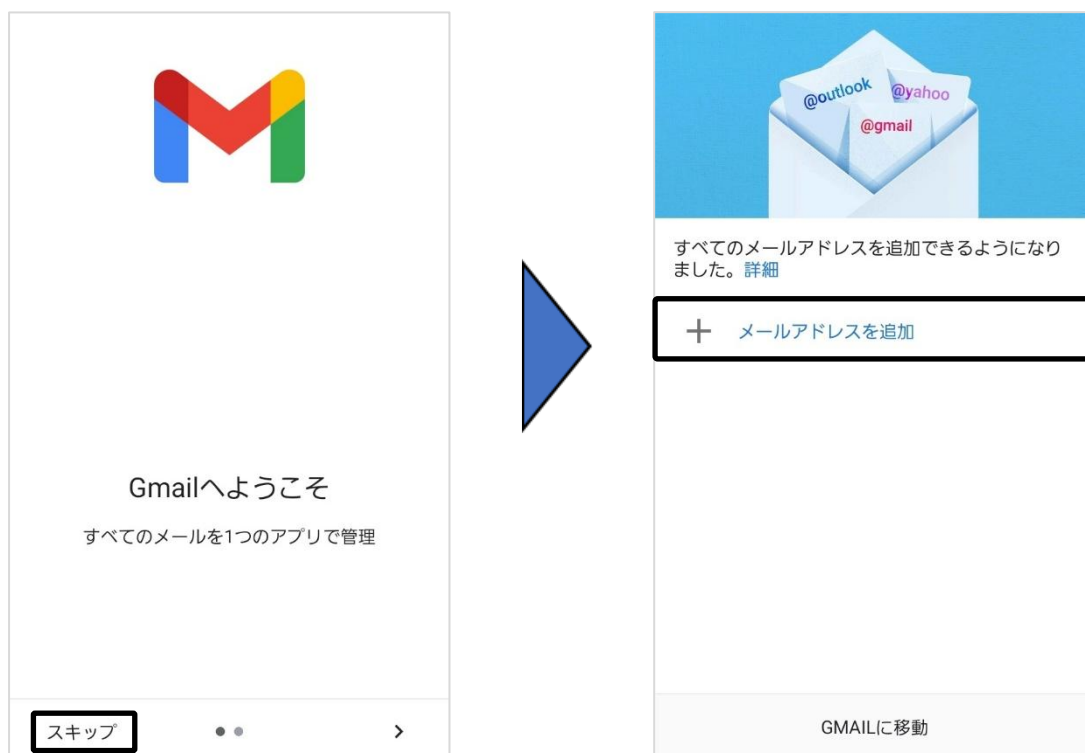 Gmailへようこそ
すべてのメールを1つのアプリで管理
スキップ
@outlook
@yahoo
@gmail
すべてのメールアドレスを追加できるようになり
ました。詳細
メールアドレスを追加
GMAILに移動